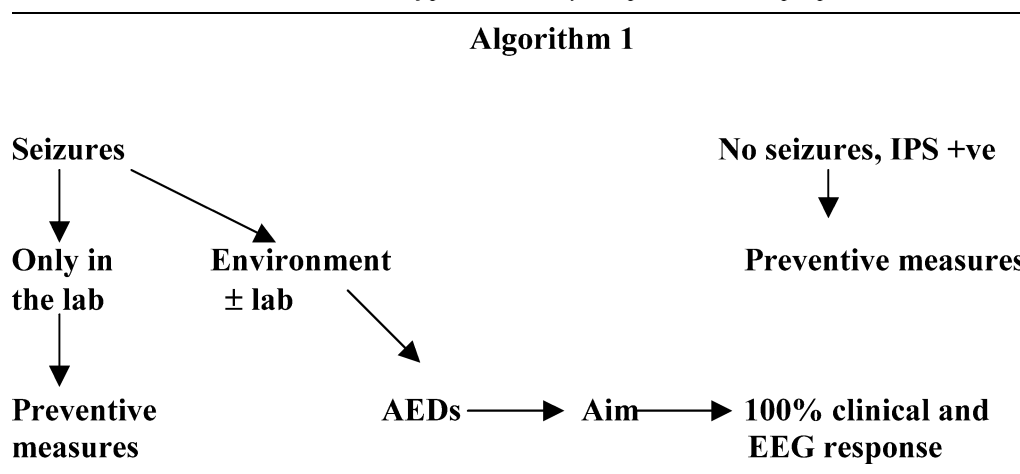 Algorithm 1
Seizures
No seizures, IPS +ve
Only in
the lab
Environment
± lab
Preventive measures
Preventive
measures
AEDs
Aim
100% clinical and
EEG response